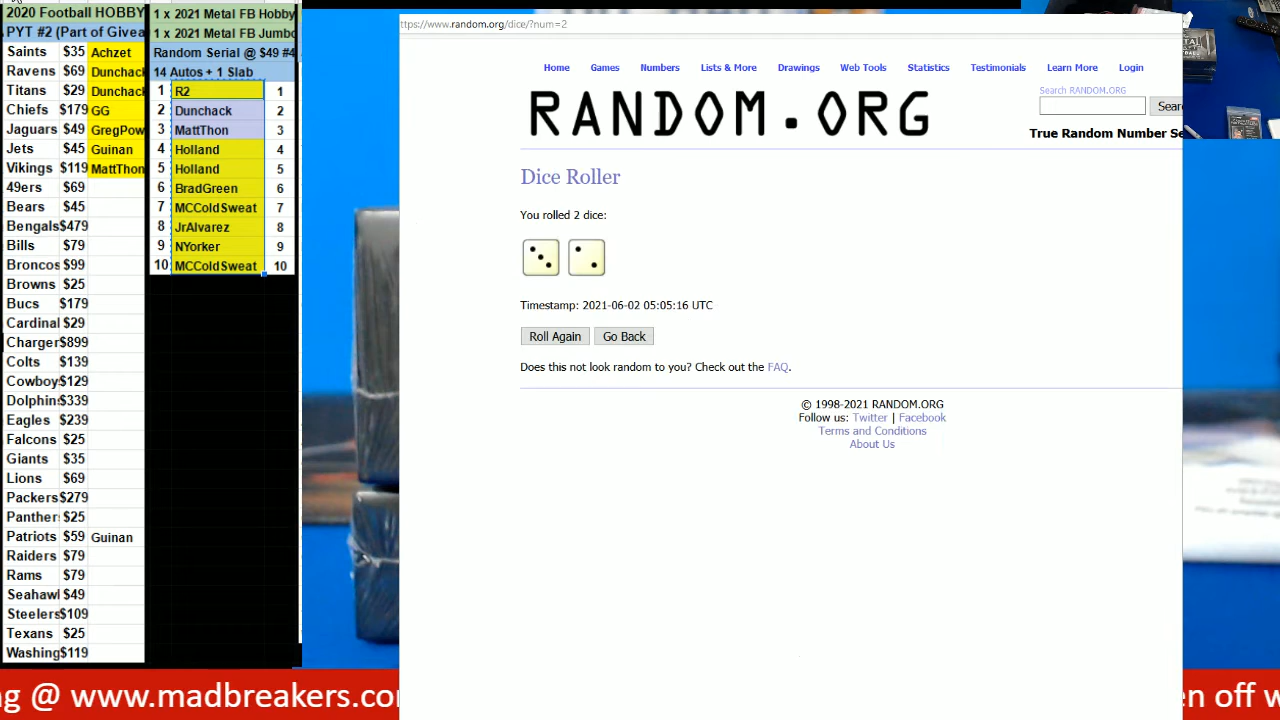 2020 Football HOBBY
PYT #2 (Part of Givea
Saints $35 Achzet
Ravens $69 Dunchack
Titans $29 Dunchack
Chiefs $179 GG
Jaguars $49 GregPow
Jets $45 Guinan
Vikings $119 MattThon
49ers $69
Bears $45
Bengals $479
Bills $79
Broncos $99
Browns $25
Bucs $179
Cardinal $29
Charger $899
Colts $139
Cowboy $129
Dolphins $339
Eagles $239
Falcons $25
Giants $35
Lions $69
Packers $279
Panther $25
Patriots $59 Guinan
Raiders $79
Rams $79
Seahawl $49
Steelers $109
Texans $25
Washing $119
1 x 2021 Metal FB Hobby
1 x 2021 Metal FB Jumbo
Random Serial @ $49 #4
14 Autos + 1 Slab
1 R2 1
2 Dunchack 2
3 MattThon 3
4 Holland 4
5 Holland 5
6 BradGreen 6
7 MCColdSweat 7
8 JrAlvarez 8
9 NYorker 9
10 MCColdSweat 10
ttps://www.random.org/dice/?num=2
Home Games Numbers Lists & More Drawings Web Tools Statistics Testimonials Learn More Login
RANDOM.ORG
Search RANDOM.ORG
Searc
True Random Number Se
Dice Roller
You rolled 2 dice:
Timestamp: 2021-06-02 05:05:16 UTC
Roll Again Go Back
Does this not look random to you? Check out the FAQ.
© 1998-2021 RANDOM.ORG
Follow us: Twitter | Facebook
Terms and Conditions
About Us
ng @ www.madbreakers.co
en off w